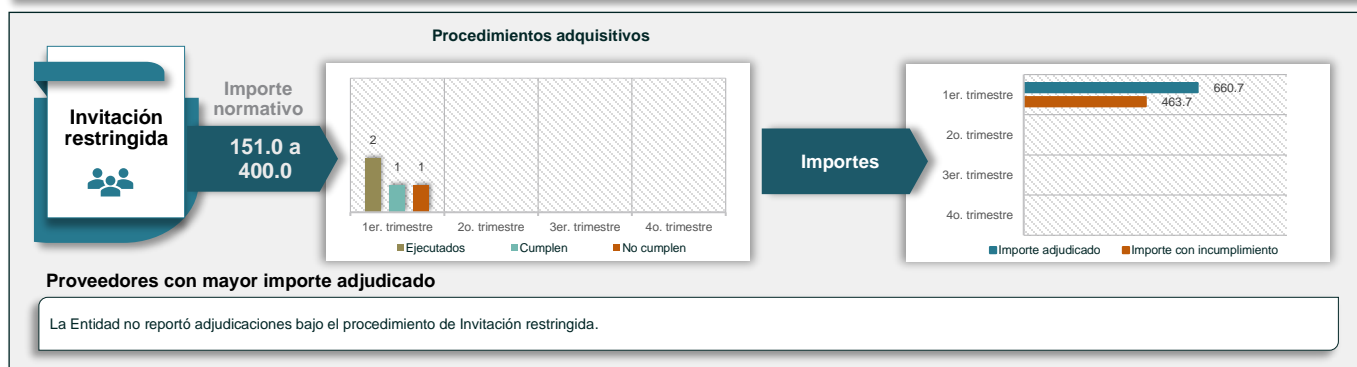 Procedimientos adquisitivos
Invitación
restringida
Importe
normativo
151.0 a
400.0
2
1
1
1er. trimestre
2o. trimestre
3er. trimestre
4o. trimestre
Ejecutados
Cumplen
No cumplen
Importes
1er. trimestre
2o. trimestre
3er. trimestre
4o. trimestre
660.7
463.7
Importe adjudicado
Importe con incumplimiento
Proveedores con mayor importe adjudicado
La Entidad no reportó adjudicaciones bajo el procedimiento de Invitación restringida.